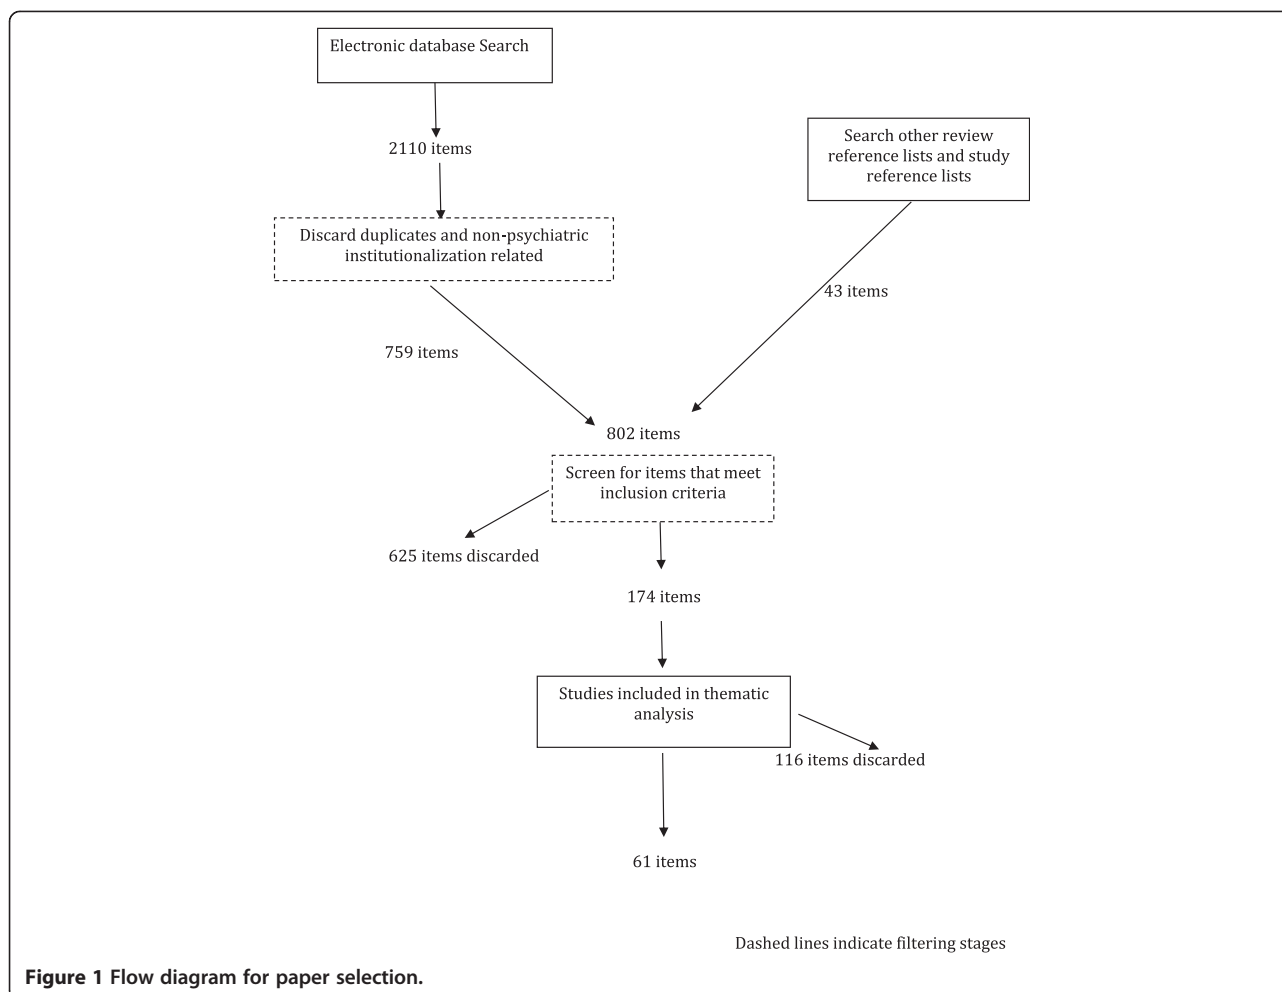 Electronic database Search
2110 items
Search other review
reference lists and study
reference lists
Discard duplicates and non-psychiatric
institutionalization related
43 items
759 items
802 items
Screen for items that meet
inclusion criteria
625 items discarded
174 items
Studies included in thematic
analysis
116 items discarded
61 items
Dashed lines indicate filtering stages
Figure 1 Flow diagram for paper selection.